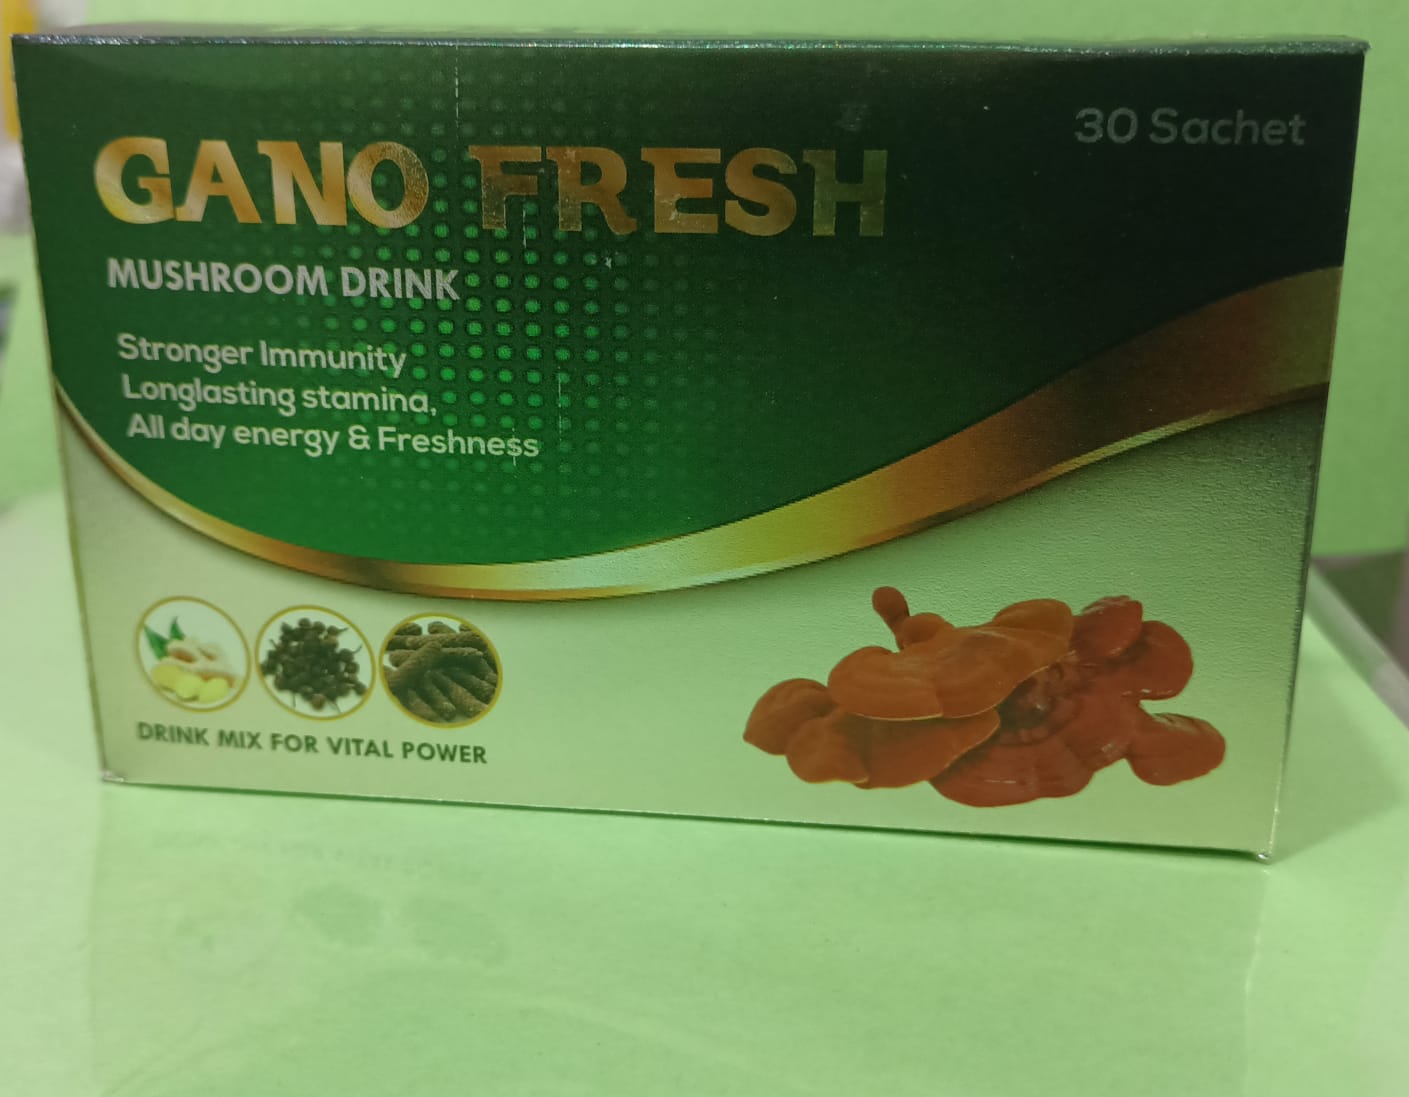 30 Sachet
GANO FRESH
MUSHROOM DRINK
Stronger Immunity
Longlasting stamina,
All day energy & Freshness
DRINK MIX FOR VITAL POWER